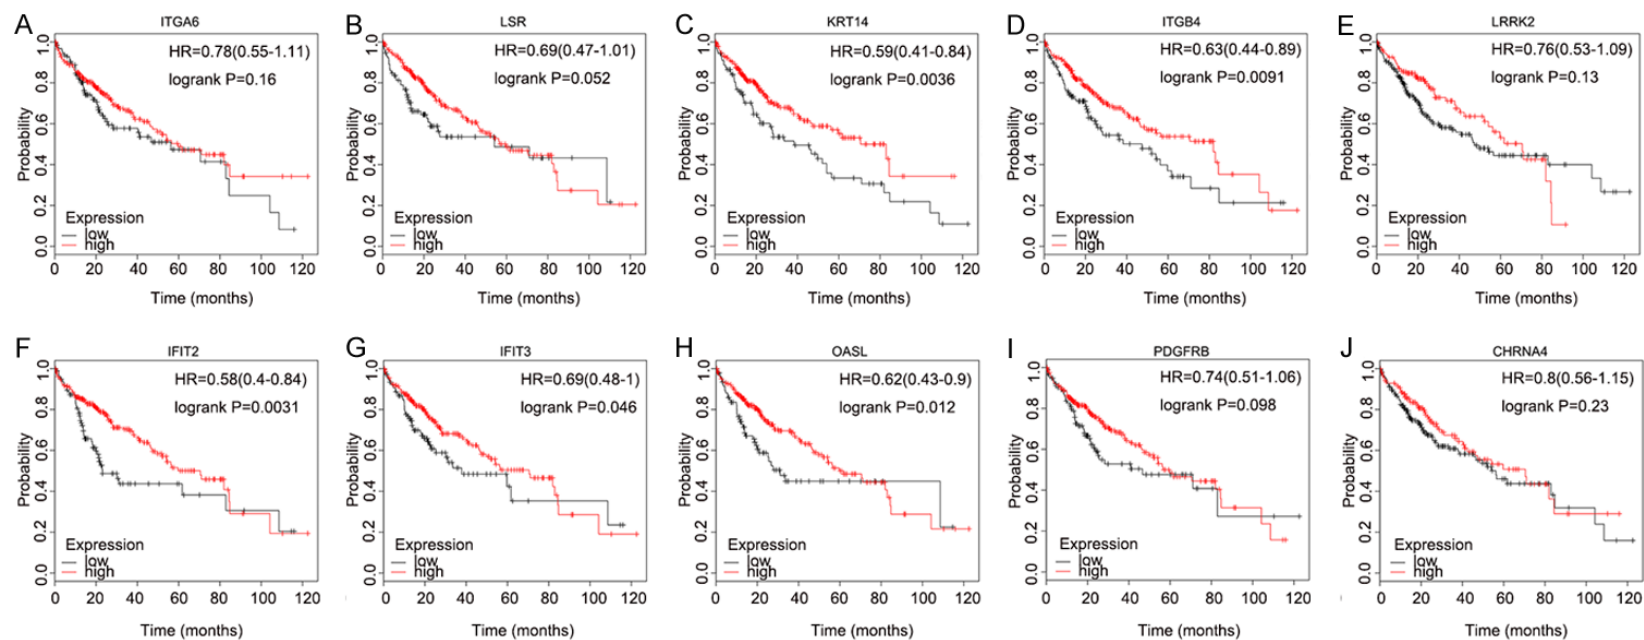 A
ITGA6
HR=0.78(0.55-1.11)
logrank P=0.16
Probability
1.0
0.8
0.6
0.4
0.2
0.0
Expression
low
high
0 20 40 60 80 100 120
Time (months)
B
LSR
HR=0.69(0.47-1.01)
logrank P=0.052
Probability
1.0
0.8
0.6
0.4
0.2
0.0
Expression
low
high
0 20 40 60 80 100 120
Time (months)
C
KRT14
HR=0.59(0.41-0.84)
logrank P=0.0036
Probability
1.0
0.8
0.6
0.4
0.2
0.0
Expression
low
high
0 20 40 60 80 100 120
Time (months)
D
ITGB4
HR=0.63(0.44-0.89)
logrank P=0.0091
Probability
1.0
0.8
0.6
0.4
0.2
0.0
Expression
low
high
0 20 40 60 80 100 120
Time (months)
E
LRRK2
HR=0.76(0.53-1.09)
logrank P=0.13
Probability
1.0
0.8
0.6
0.4
0.2
0.0
Expression
low
high
0 20 40 60 80 100 120
Time (months)
F
IFIT2
HR=0.58(0.4-0.84)
logrank P=0.0031
Probability
1.0
0.8
0.6
0.4
0.2
0.0
Expression
low
high
0 20 40 60 80 100 120
Time (months)
G
IFIT3
HR=0.69(0.48-1)
logrank P=0.046
Probability
1.0
0.8
0.6
0.4
0.2
0.0
Expression
low
high
0 20 40 60 80 100 120
Time (months)
H
OASL
HR=0.62(0.43-0.9)
logrank P=0.012
Probability
1.0
0.8
0.6
0.4
0.2
0.0
Expression
low
high
0 20 40 60 80 100 120
Time (months)
I
PDGFRB
HR=0.74(0.51-1.06)
logrank P=0.098
Probability
1.0
0.8
0.6
0.4
0.2
0.0
Expression
low
high
0 20 40 60 80 100 120
Time (months)
J
CHRNA4
HR=0.8(0.56-1.15)
logrank P=0.23
Probability
1.0
0.8
0.6
0.4
0.2
0.0
Expression
low
high
0 20 40 60 80 100 120
Time (months)